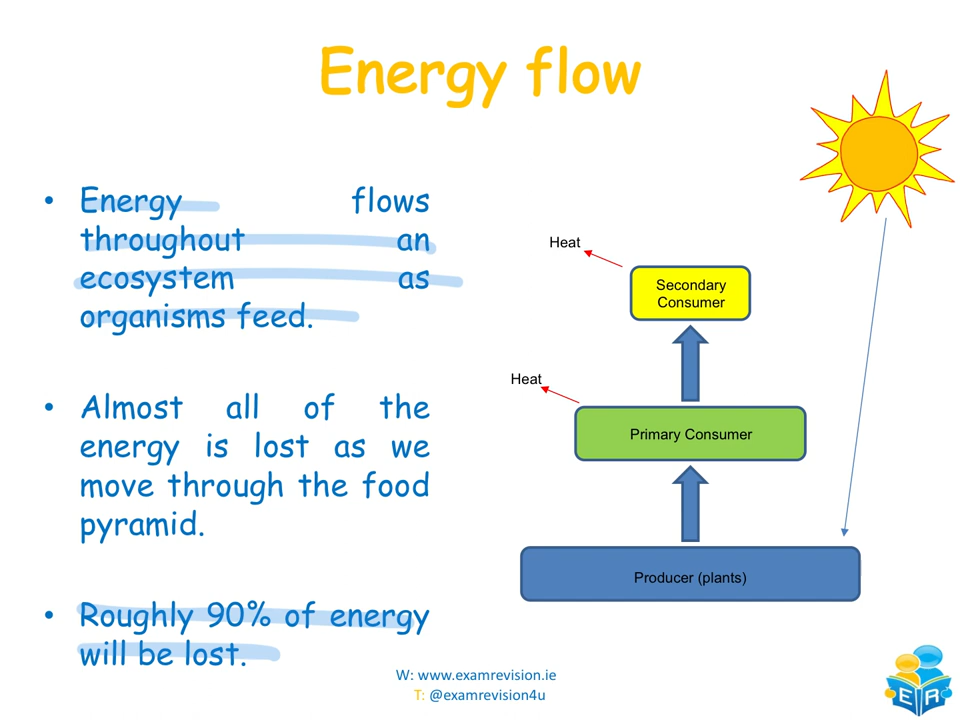 Energy flow
• Energy flows
throughout an
ecosystem as
organisms feed.
• Almost all of the
energy is lost as we
move through the food
pyramid.
• Roughly 90% of energy
will be lost.
Heat
Secondary
Consumer
Heat
Primary Consumer
Producer (plants)
W: www.examrevision.ie
T: @examrevision4u
E R